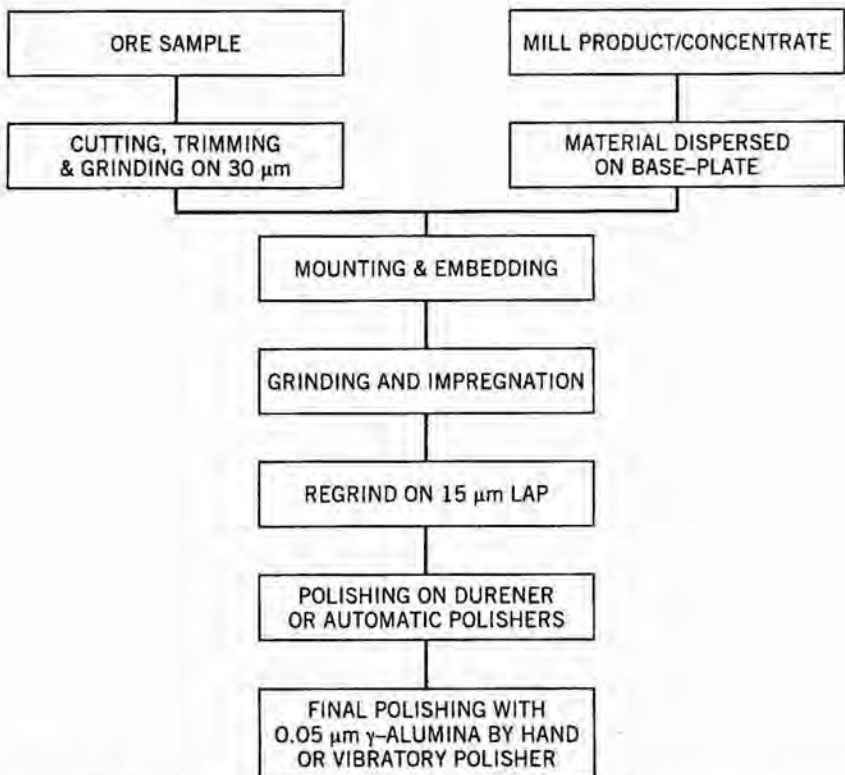 ORE SAMPLE
MILL PRODUCT/CONCENTRATE
CUTTING, TRIMMING
& GRINDING ON 30 µm
MATERIAL DISPERSED
ON BASE–PLATE
MOUNTING & EMBEDDING
GRINDING AND IMPREGNATION
REGRIND ON 15 µm LAP
POLISHING ON DURENER
OR AUTOMATIC POLISHERS
FINAL POLISHING WITH
0.05 µm γ–ALUMINA BY HAND
OR VIBRATORY POLISHER